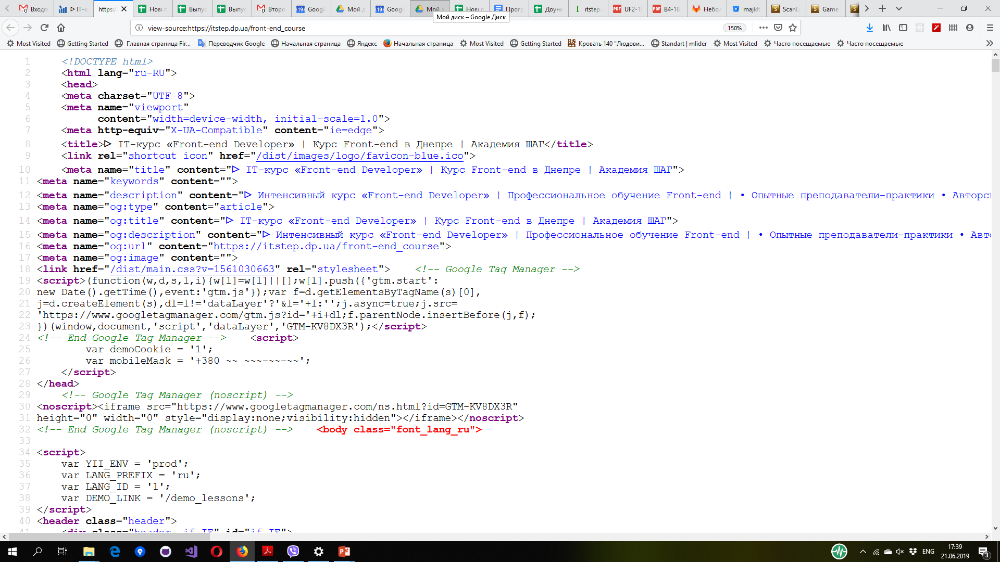 Входя
ІТ-к
https:/
Нові г
Выпус
Выпус
Второ
Googl
Мой д
Googl
Мой д
Нові г
Прогр
Доуни
itstep.
UF2-18
B4-18
Небол
majklt
ScanLi
Game
Мой диск – Google Диск
view-source:https://itstep.dp.ua/front-end_course
150%
Most Visited Getting Started Главная страница Fir... Переводчик Google Начальная страница Яндекс Начальная страница Most Visited Getting Started Кровать 140 "Людови... Standart | mlider Most Visited Часто посещаемые Часто посещаемые
1 <!DOCTYPE html>
2 <html lang="ru-RU">
3 <head>
4 <meta charset="UTF-8">
5 <meta name="viewport"
6 content="width=device-width, initial-scale=1.0">
7 <meta http-equiv="X-UA-Compatible" content="ie=edge">
8 <title>ᐅ IT-курс «Front-end Developer» | Курс Front-end в Днепре | Академия ШАГ</title>
9 <link rel="shortcut icon" href="/dist/images/logo/favicon-blue.ico">
10 <meta name="title" content="ᐅ IT-курс «Front-end Developer» | Курс Front-end в Днепре | Академия ШАГ">
11 <meta name="keywords" content="">
12 <meta name="description" content="ᐅ Интенсивный курс «Front-end Developer» | Профессиональное обучение Front-end | • Опытные преподаватели-практики • Авторс
13 <meta name="og:type" content="article">
14 <meta name="og:title" content="ᐅ IT-курс «Front-end Developer» | Курс Front-end в Днепре | Академия ШАГ">
15 <meta name="og:description" content="ᐅ Интенсивный курс «Front-end Developer» | Профессиональное обучение Front-end | • Опытные преподаватели-практики • Авто
16 <meta name="og:url" content="https://itstep.dp.ua/front-end_course">
17 <meta name="og:image" content="">
18 <link href="/dist/main.css?v=1561030663" rel="stylesheet"> <!-- Google Tag Manager -->
19 <script>(function(w,d,s,l,i){w[l]=w[l]||[];w[l].push({'gtm.start':
20 new Date().getTime(),event:'gtm.js'});var f=d.getElementsByTagName(s)[0],
21 j=d.createElement(s),dl=l!='dataLayer'?'&l='+l:'';j.async=true;j.src=
22 'https://www.googletagmanager.com/gtm.js?id='+i+dl;f.parentNode.insertBefore(j,f);
23 })(window,document,'script','dataLayer','GTM-KV8DX3R');</script>
24 <!-- End Google Tag Manager --> <script>
25 var demoCookie = '1';
26 var mobileMask = '+380 ~~ ~~~-~~-~~';
27 </script>
28 </head>
29 <!-- Google Tag Manager (noscript) -->
30 <noscript><iframe src="https://www.googletagmanager.com/ns.html?id=GTM-KV8DX3R"
31 height="0" width="0" style="display:none;visibility:hidden"></iframe></noscript>
32 <!-- End Google Tag Manager (noscript) --> <body class="font_lang_ru">
33
34 <script>
35 var YII_ENV = 'prod';
36 var LANG_PREFIX = 'ru';
37 var LANG_ID = '1';
38 var DEMO_LINK = '/demo_lessons';
39 </script>
40 <header class="header">
41 <div class="header__if-IE" id="if-IE">
ENG
17:39
21.06.2019
3